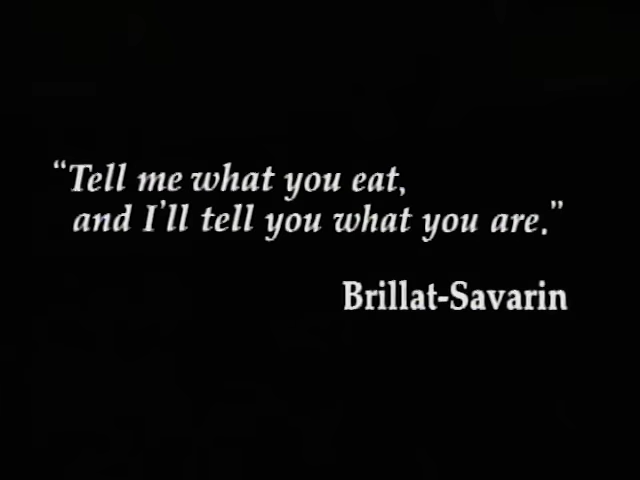 “Tell me what you eat,
and I'll tell you what you are.”
Brillat-Savarin